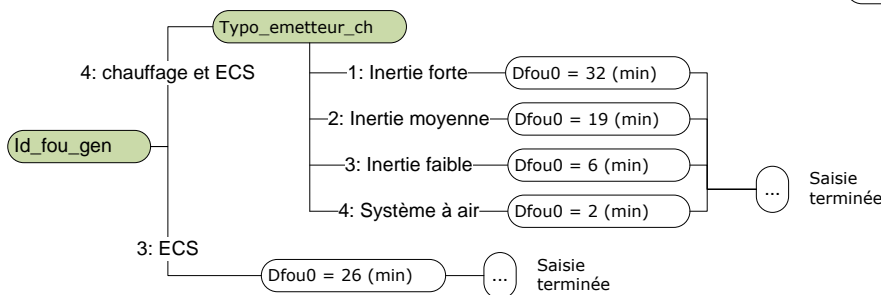 Typo_emetteur_ch
4: chauffage et ECS
1: Inertie forte
Dfou0 = 32 (min)
2: Inertie moyenne
Dfou0 = 19 (min)
Id_fou_gen
3: Inertie faible
Dfou0 = 6 (min)
...
Saisie
terminée
4: Système à air
Dfou0 = 2 (min)
3: ECS
Dfou0 = 26 (min)
...
Saisie
terminée